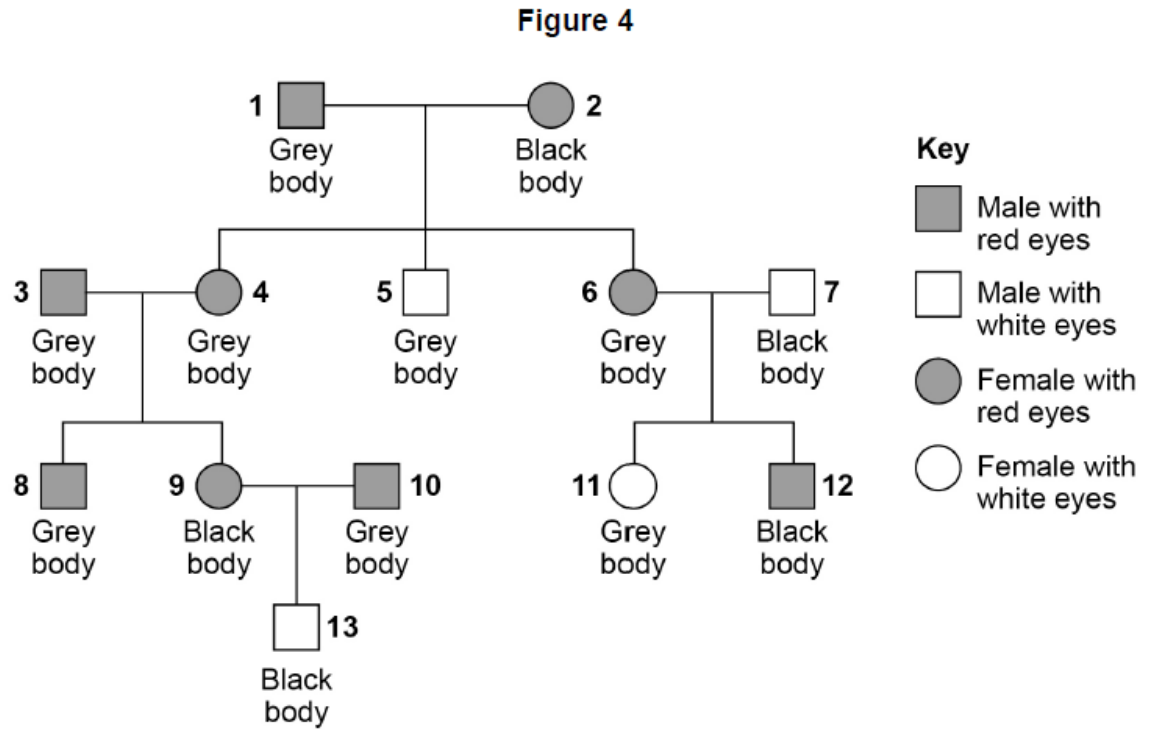 Figure 4
1
2
Grey
body
Black
body
Key
Male with
red eyes
Male with
white eyes
Female with
red eyes
Female with
white eyes
3
4
5
6
7
Grey
body
Grey
body
Grey
body
Grey
body
Black
body
8
9
10
11
12
Grey
body
Black
body
Grey
body
Grey
body
Black
body
13
Black
body